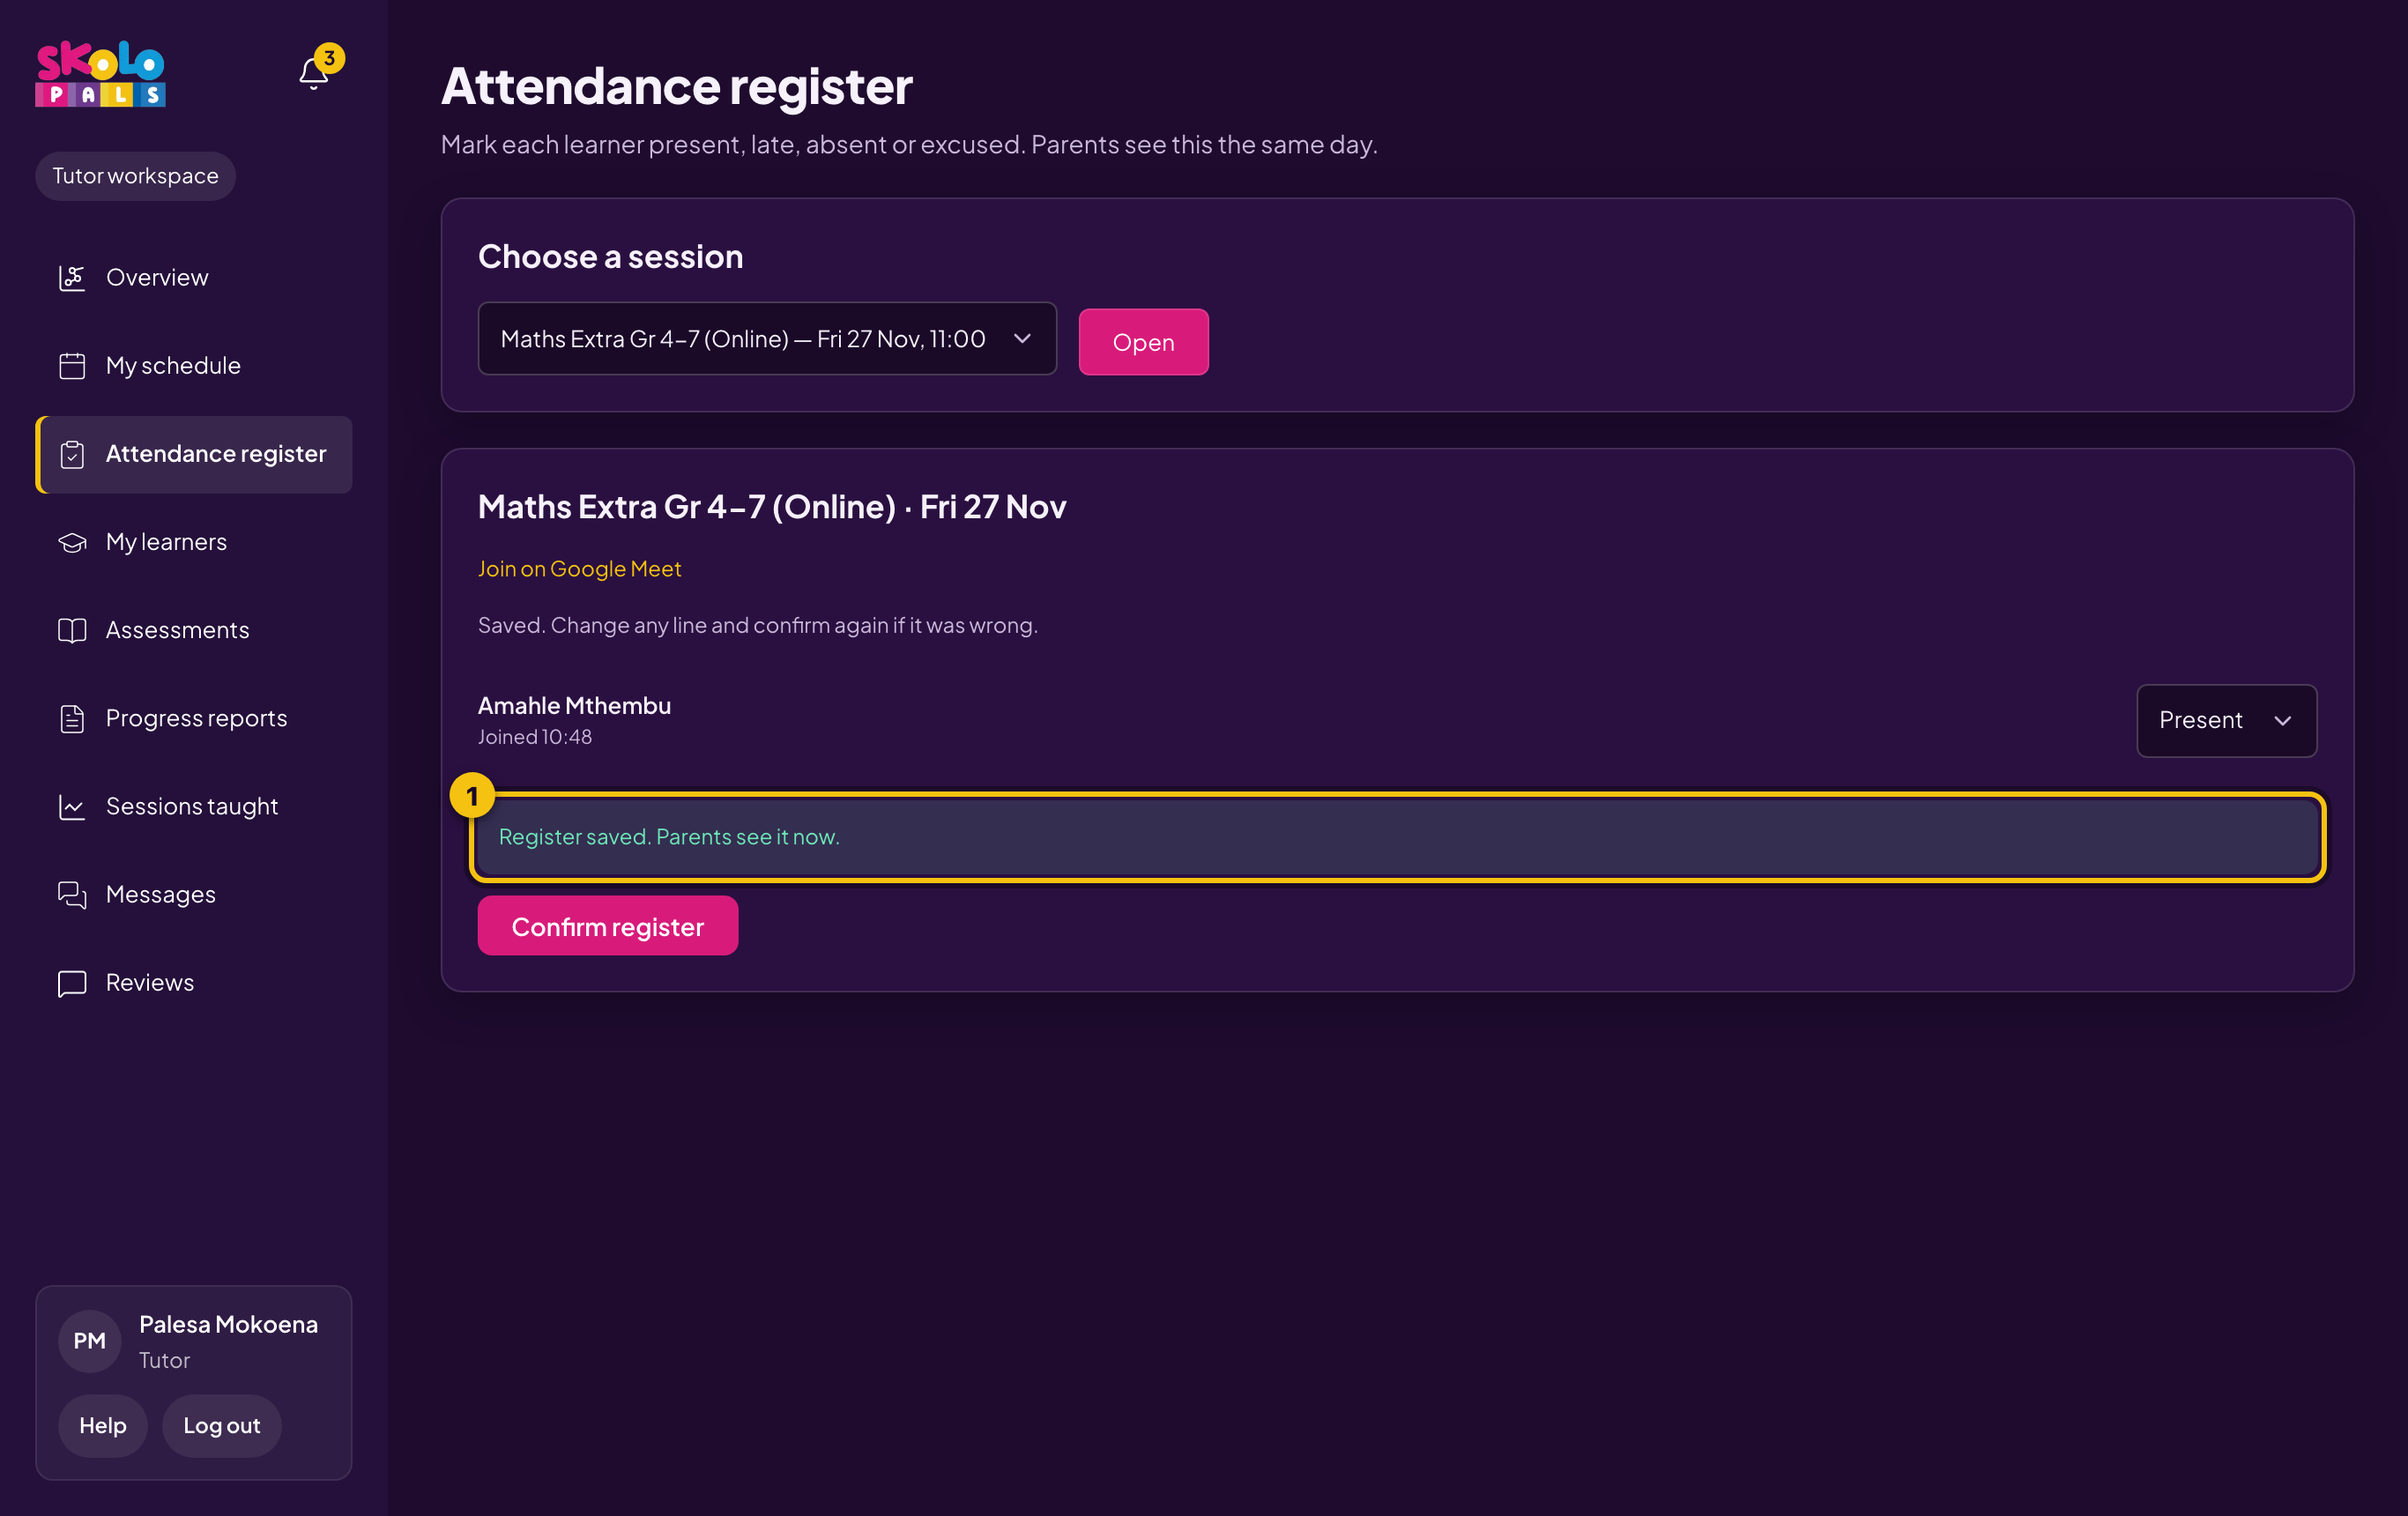 SKOLO
PALS
3
Tutor workspace
Overview
My schedule
Attendance register
My learners
Assessments
Progress reports
Sessions taught
Messages
Reviews
PM
Palesa Mokoena
Tutor
Help
Log out
Attendance register
Mark each learner present, late, absent or excused. Parents see this the same day.
Choose a session
Maths Extra Gr 4–7 (Online) — Fri 27 Nov, 11:00
Open
Maths Extra Gr 4–7 (Online) · Fri 27 Nov
Join on Google Meet
Saved. Change any line and confirm again if it was wrong.
Amahle Mthembu
Joined 10:48
Present
1
Register saved. Parents see it now.
Confirm register